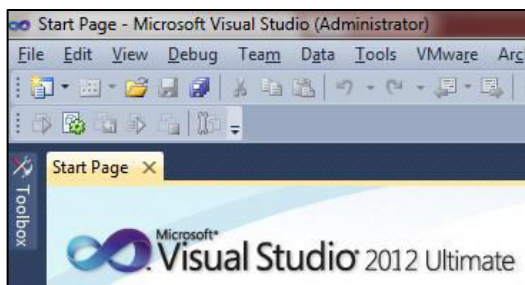 Start Page - Microsoft Visual Studio (Administrator)
File Edit View Debug Team Data Tools VMware Arc
Start Page
Toolbox
Microsoft®
Visual Studio® 2012 Ultimate